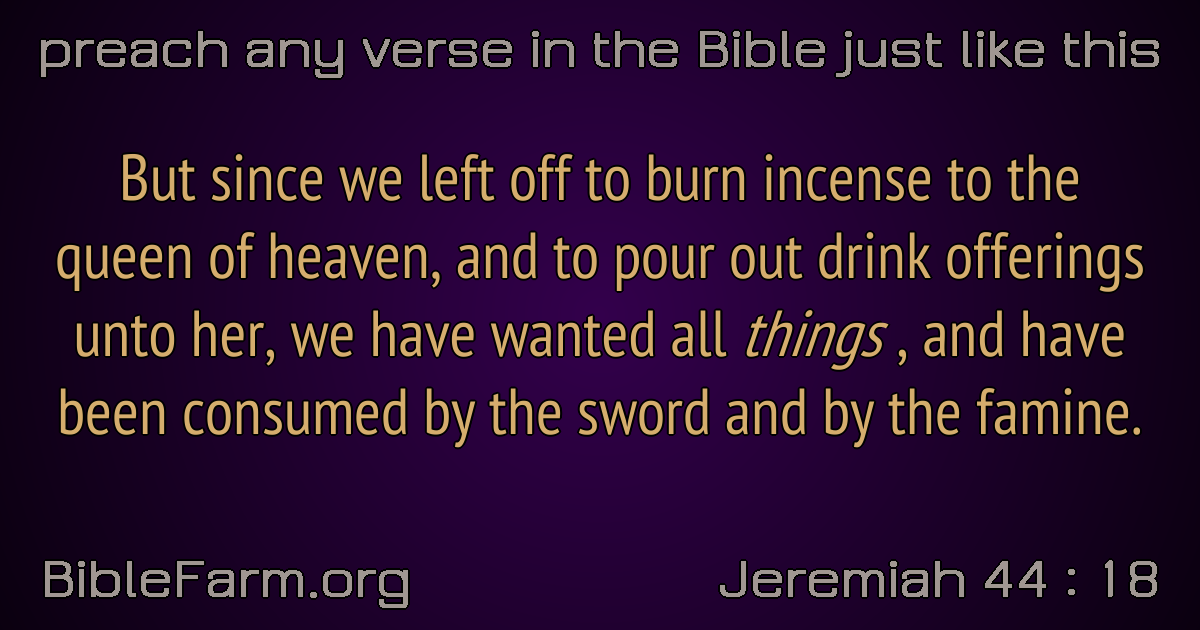 preach any verse in the Bible just like this
But since we left off to burn incense to the
queen of heaven, and to pour out drink offerings
unto her, we have wanted all things , and have
been consumed by the sword and by the famine.
BibleFarm.org
Jeremiah 44 : 18